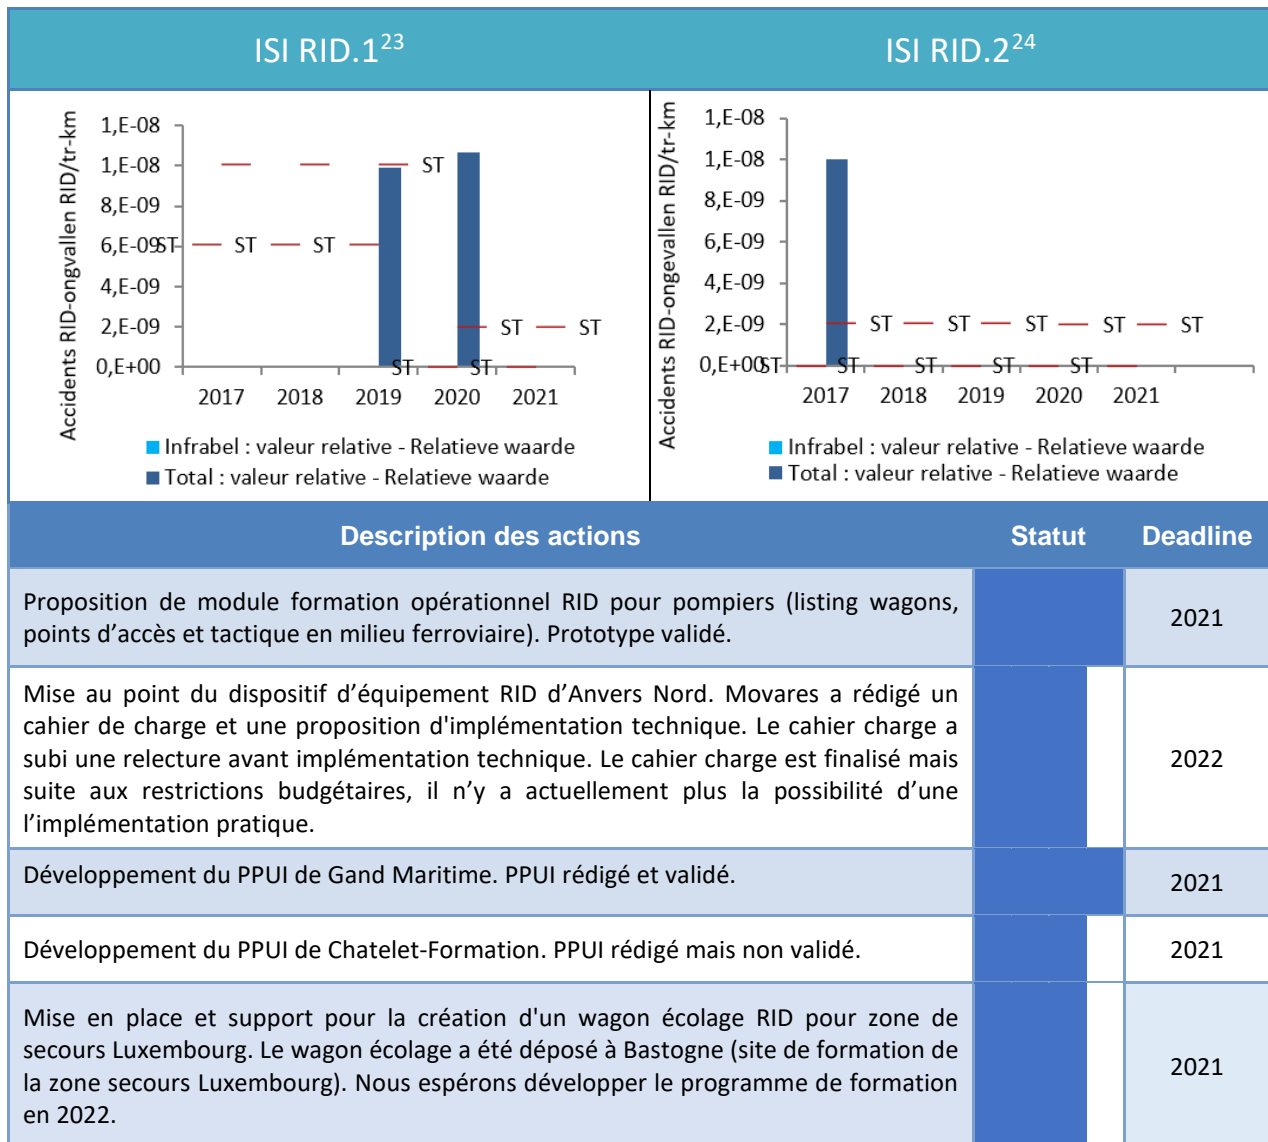 ISI RID.1²³
ISI RID.2²⁴
Accidents RID-ongvallen RID/tr-km
1,E-08
1,E-08
8,E-09
6,E-09
4,E-09
2,E-09
0,E+00
ST
ST ST ST
ST ST
ST ST
2017 2018 2019 2020 2021
Infrabel : valeur relative - Relatieve waarde
Total : valeur relative - Relatieve waarde
Accidents RID-ongevallen RID/tr-km
1,E-08
1,E-08
8,E-09
6,E-09
4,E-09
2,E-09
0,E+00
ST ST ST ST ST
ST ST ST ST ST
2017 2018 2019 2020 2021
Infrabel : valeur relative - Relatieve waarde
Total : valeur relative - Relatieve waarde
Description des actions Statut Deadline
Proposition de module formation opérationnel RID pour pompiers (listing wagons,
points d’accès et tactique en milieu ferroviaire). Prototype validé.
2021
Mise au point du dispositif d’équipement RID d’Anvers Nord. Movares a rédigé un
cahier de charge et une proposition d'implémentation technique. Le cahier charge a
subi une relecture avant implémentation technique. Le cahier charge est finalisé mais
suite aux restrictions budgétaires, il n’y a actuellement plus la possibilité d’une
l’implémentation pratique.
2022
Développement du PPUI de Gand Maritime. PPUI rédigé et validé.
2021
Développement du PPUI de Chatelet-Formation. PPUI rédigé mais non validé.
2021
Mise en place et support pour la création d'un wagon écolage RID pour zone de
secours Luxembourg. Le wagon écolage a été déposé à Bastogne (site de formation de
la zone secours Luxembourg). Nous espérons développer le programme de formation
en 2022.
2021